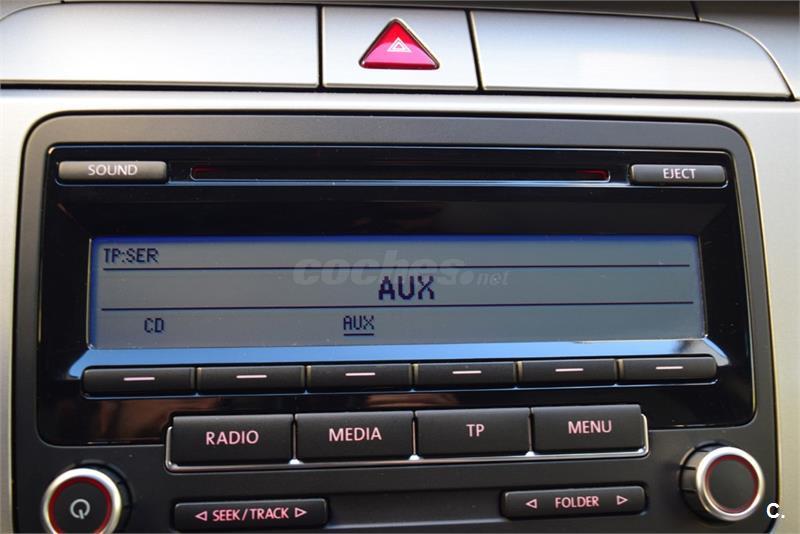 SOUND EJECT
TP:SER
coches.net
AUX
CD AUX
RADIO MEDIA TP MENU
SEEK/TRACK FOLDER
C.